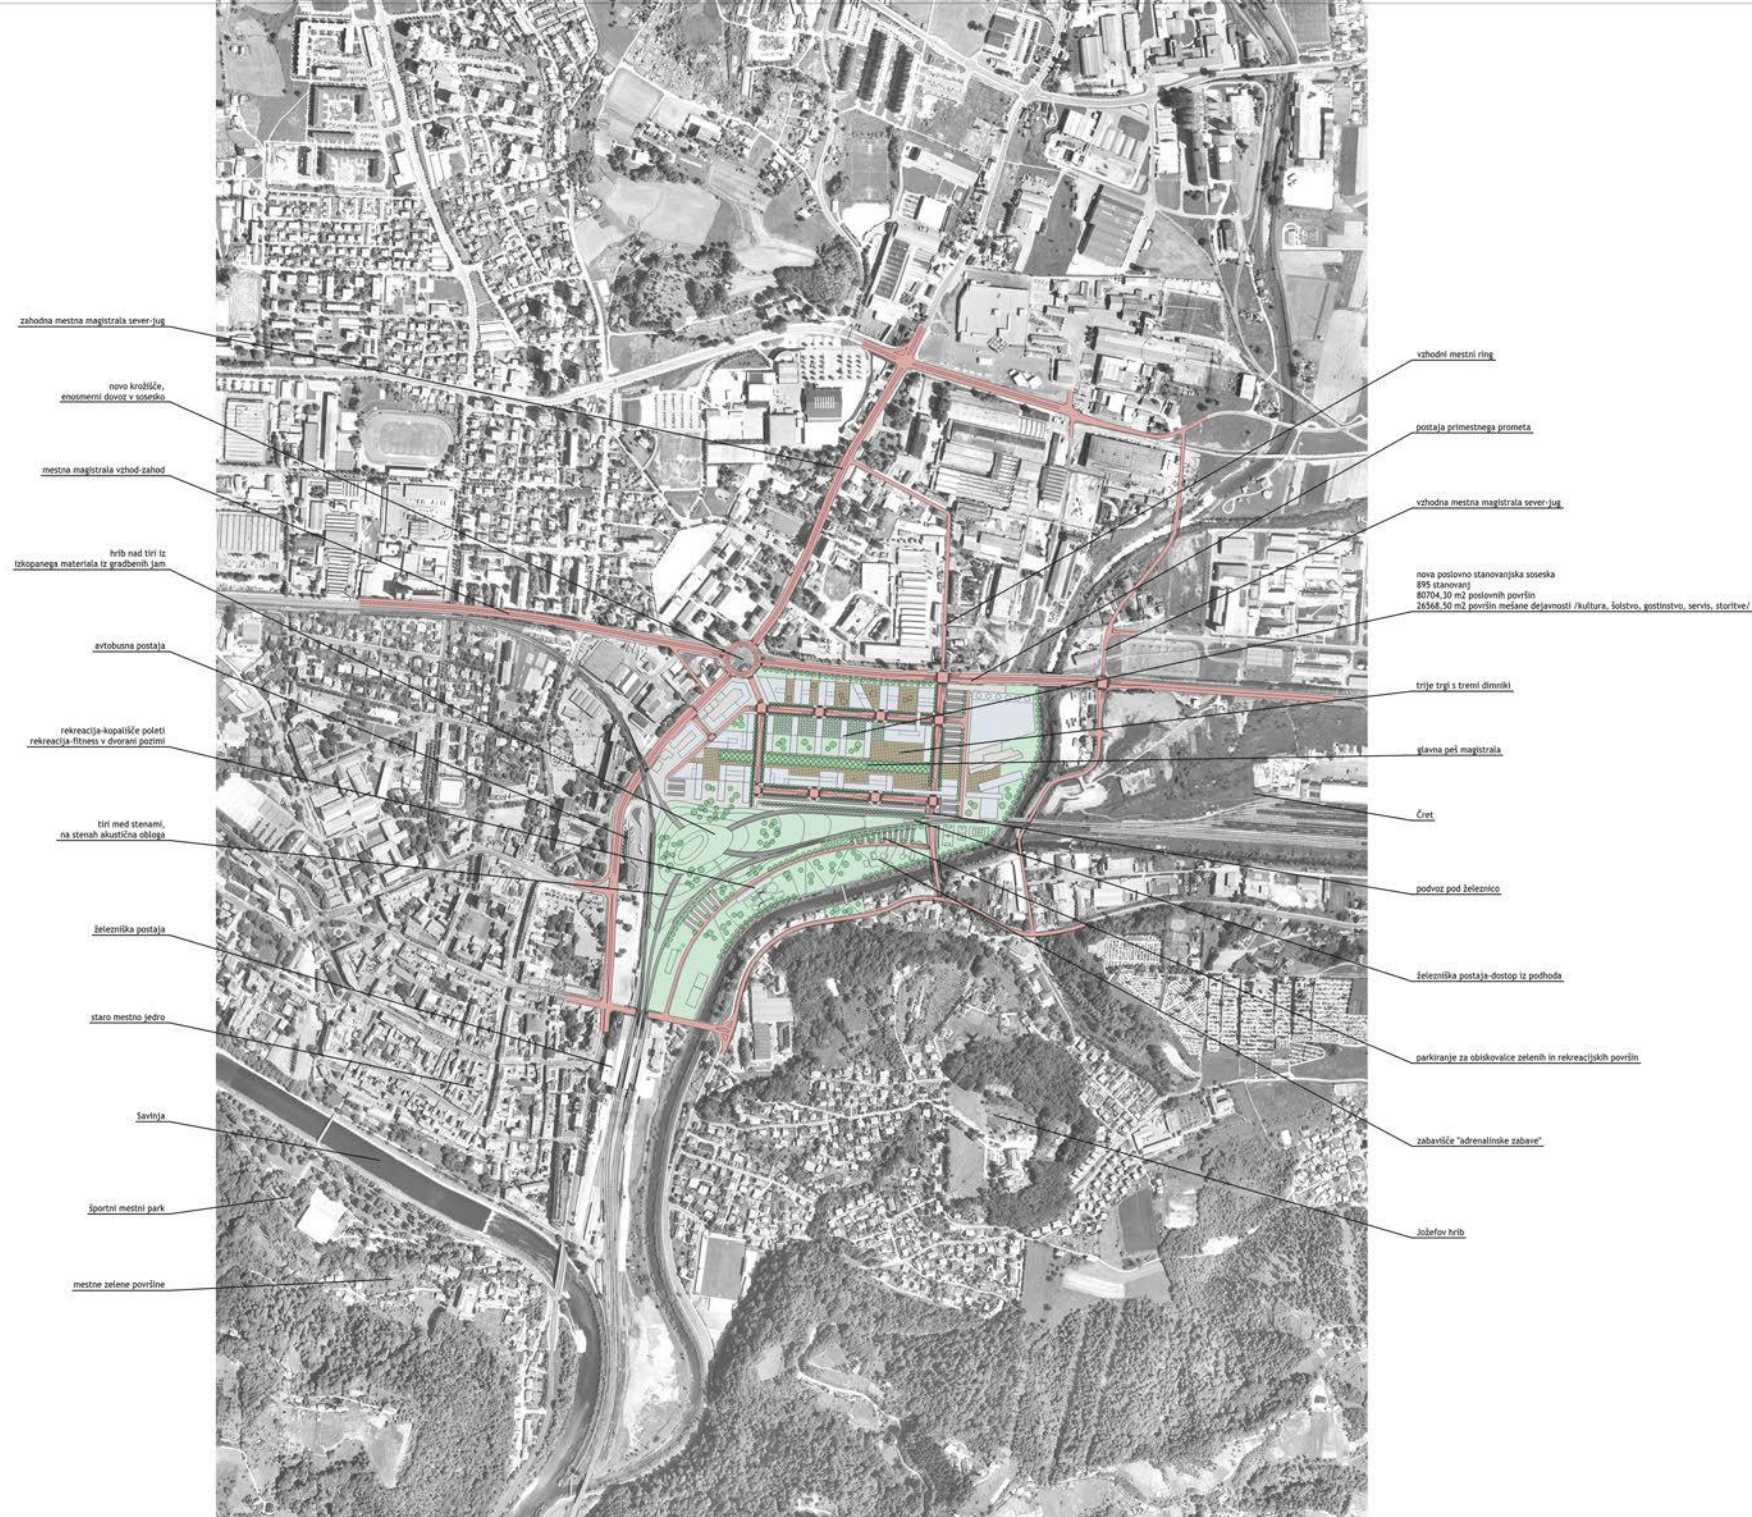 zahodna mestna magistrala sever-jug
novo krožišče,
enosmerni dovoz v sosesko
mestna magistrala vzhod-zahod
hrib nad tiri iz
izkopanega materiala iz gradbenih jam
avtobusna postaja
rekreacija-kopališče poleti
rekreacija-fitness v dvorani pozimi
tiri med stenami,
na stenah akustična obloga
železniška postaja
staro mestno jedro
Savinja
športni mestni park
mestne zelene površine
vzhodni mestni ring
postaja primestnega prometa
vzhodna mestna magistrala sever-jug
nova poslovno stanovanjska soseska
895 stanovanj
80704,30 m2 poslovnih površin
26568,50 m2 površin mešane dejavnosti /kultura, šolstvo, gostinstvo, servis, storitve/
trije trgi s tremi dimniki
glavna peš magistrala
Čret
podvoz pod železnico
železniška postaja-dostop iz podhoda
parkiranje za obiskovalce zelenih in rekreacijskih površin
zabavišče "adrenalinske zabave"
Jožefov hrib